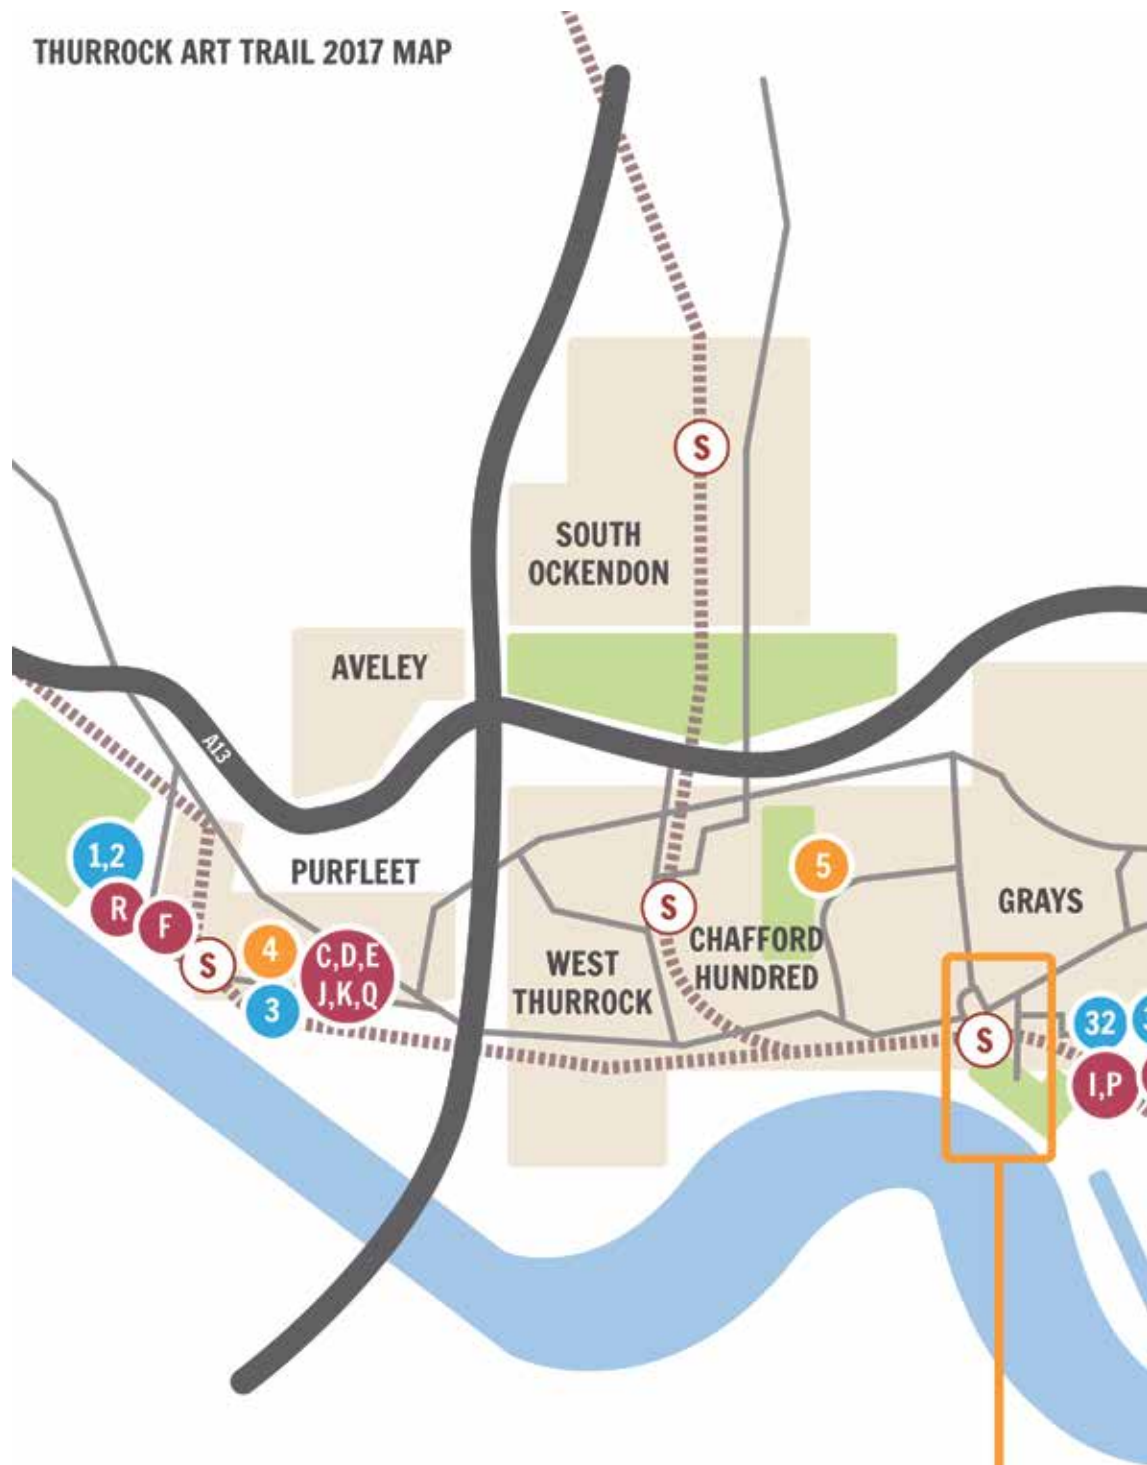 THURROCK ART TRAIL 2017 MAP
S
SOUTH
OCKENDON
AVELEY
A13
1,2
PURFLEET
5
R
F
S
GRAYS
4
C,D,E
J,K,Q
S
CHAFFORD
HUNDRED
WEST
THURROCK
3
S
32
I,P